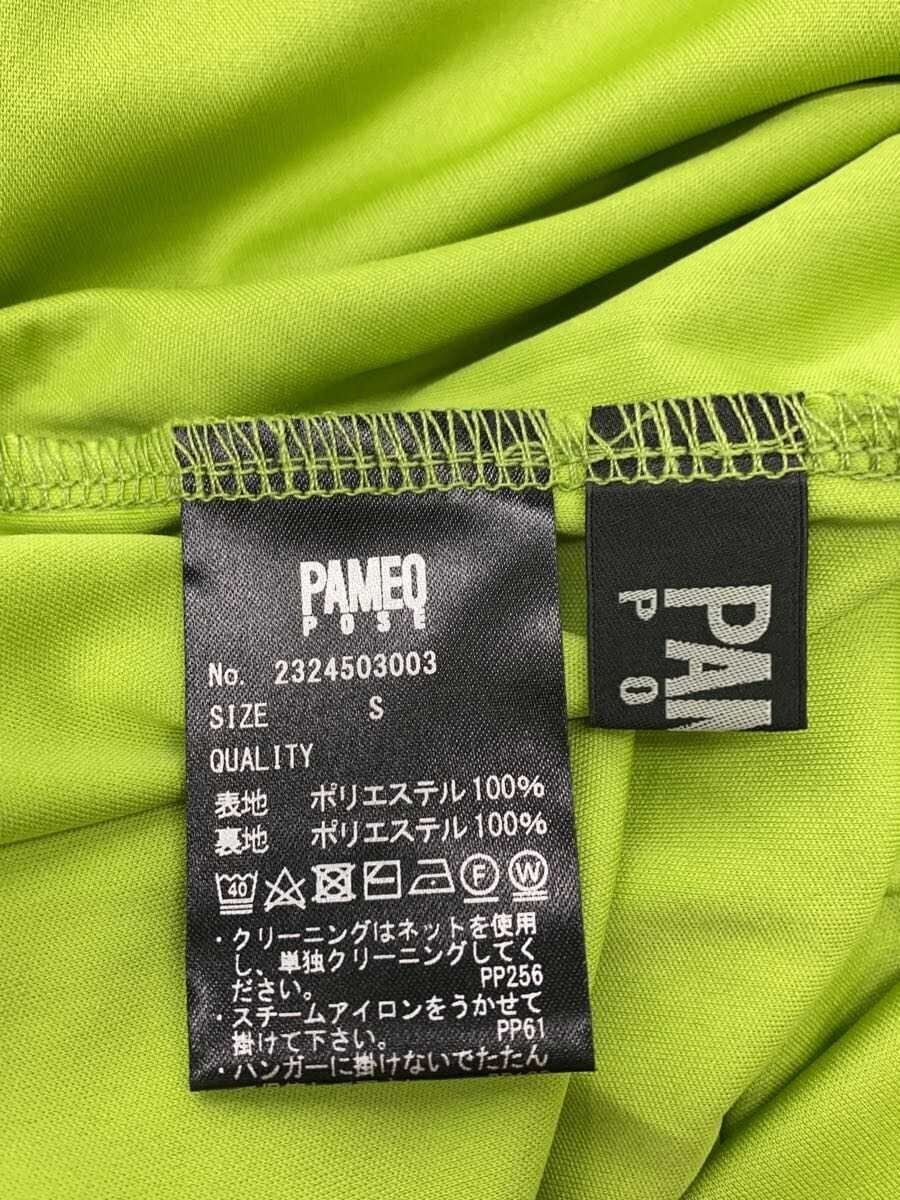 PAMEO
POSE
No. 2324503003
SIZE S
QUALITY
表地 ポリエステル100%
裏地 ポリエステル100%
40
F W
・クリーニングはネットを使用
し、単独クリーニングしてく
ださい。 PP256
・スチームアイロンをうかせて
掛けて下さい。 PP61
・ハンガーに掛けないでたたん
PAM
PO